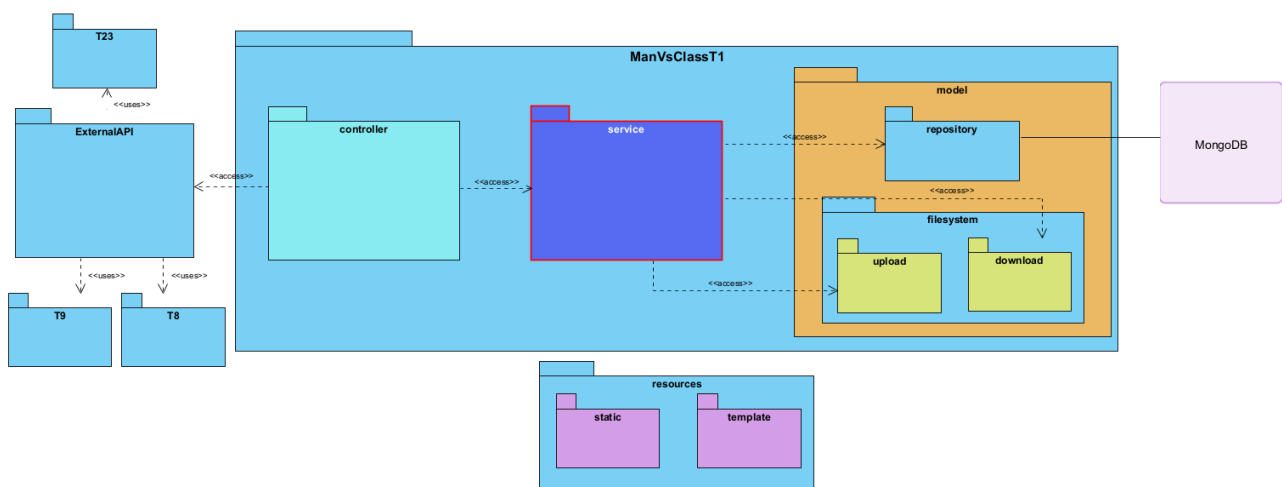 T23
ManVsClassT1
model
<<uses>>
ExternalAPI
controller
service
repository
<<access>>
MongoDB
<<access>>
<<access>>
<<access>>
filesystem
upload
download
<<uses>>
<<uses>>
<<access>>
T9
T8
resources
static
template